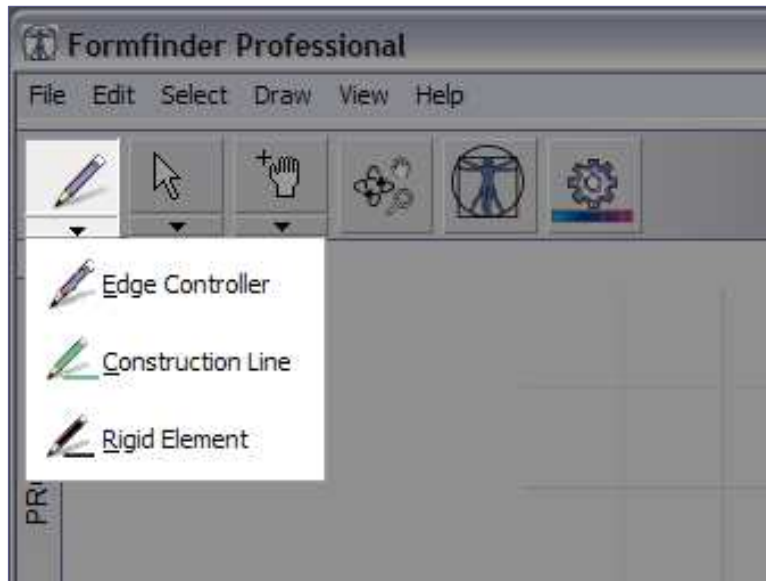 Formfinder Professional
File Edit Select Draw View Help
Edge Controller
Construction Line
Rigid Element